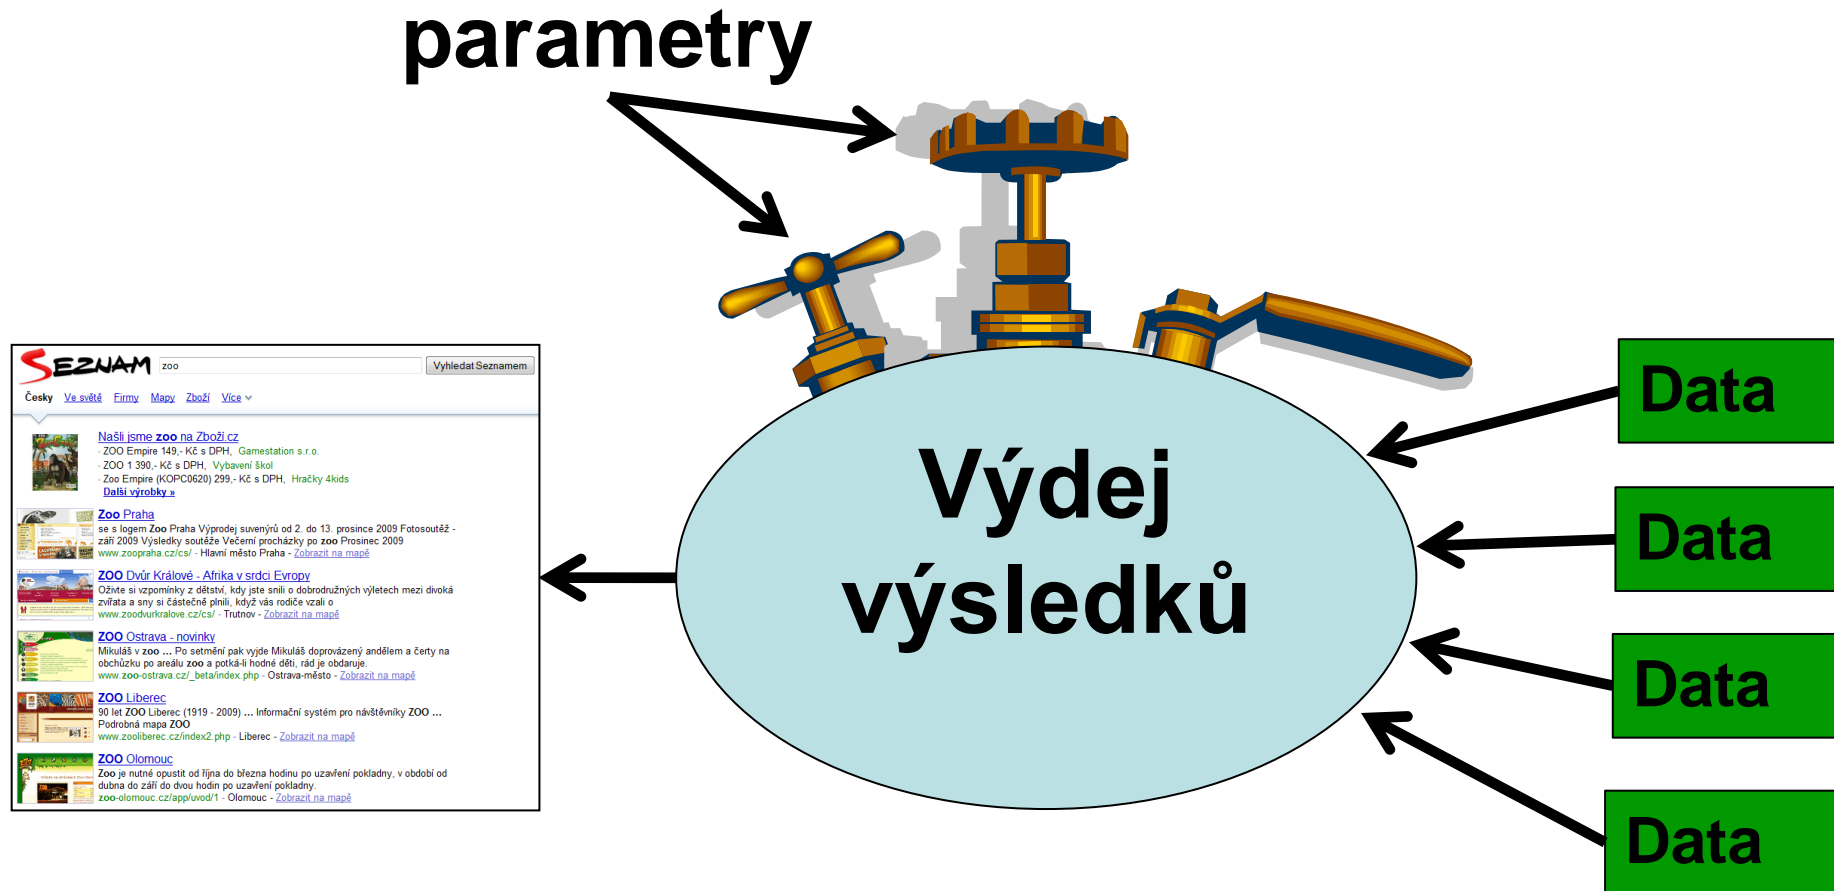 parametry
SEZNAM zoo Vyhledat Seznamem
Česky Ve světě Firmy Mapy Zboží Více
Našli jsme zoo na Zboží.cz
- ZOO Empire 149,- Kč s DPH, Gamestation s.r.o.
- ZOO 1 390,- Kč s DPH, Vybavení škol
- Zoo Empire (KOPC0620) 299,- Kč s DPH, Hračky 4kids
Další výrobky »
Zoo Praha
se s logem Zoo Praha Výprodej suvenýrů od 2. do 13. prosince 2009 Fotosoutěž -
září 2009 Výsledky soutěže Večerní procházky po zoo Prosinec 2009
www.zoopraha.cz/cs/ - Hlavní město Praha - Zobrazit na mapě
ZOO Dvůr Králové - Afrika v srdci Evropy
Oživte si vzpomínky z dětství, kdy jste snili o dobrodružných výletech mezi divoká
zvířata a sny si částečně plnili, když vás rodiče vzali o
www.zoodvurkralove.cz/cs/ - Trutnov - Zobrazit na mapě
ZOO Ostrava - novinky
Mikuláš v zoo ... Po setmění pak vyjde Mikuláš doprovázený andělem a čerty na
obchůzku po areálu zoo a potká-li hodné děti, rád je obdaruje.
www.zoo-ostrava.cz/_beta/index.php - Ostrava-město - Zobrazit na mapě
ZOO Liberec
90 let ZOO Liberec (1919 - 2009) ... Informační systém pro návštěvníky ZOO ...
Podrobná mapa ZOO
www.zooliberec.cz/index2.php - Liberec - Zobrazit na mapě
ZOO Olomouc
Zoo je nutné opustit od října do března hodinu po uzavření pokladny, v období od
dubna do září do dvou hodin po uzavření pokladny.
zoo-olomouc.cz/app/uvod/1 - Olomouc - Zobrazit na mapě
Výdej
výsledků
Data
Data
Data
Data